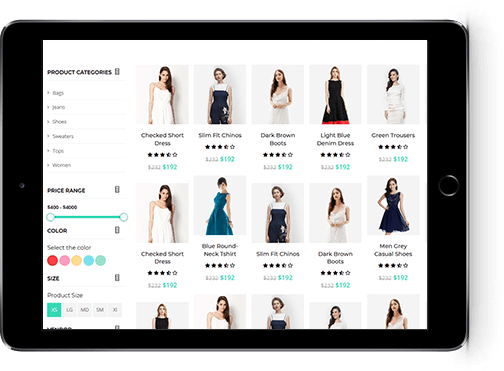 PRODUCT CATEGORIES
Bags
Jeans
Shoes
Sweaters
Tops
Women
PRICE RANGE
$400 - $4000
COLOR
Select the color
SIZE
Product Size
XS LG MD SM Xl
Checked Short
Dress
$232 $192
Slim Fit Chinos
$232 $192
Dark Brown
Boots
$232 $192
Light Blue
Denim Dress
$232 $192
Green Trousers
$232 $192
Checked Short
Dress
$232 $192
Blue Round-
Neck Tshirt
$232 $192
Slim Fit Chinos
$232 $192
Dark Brown
Boots
$232 $192
Men Grey
Casual Shoes
$232 $192